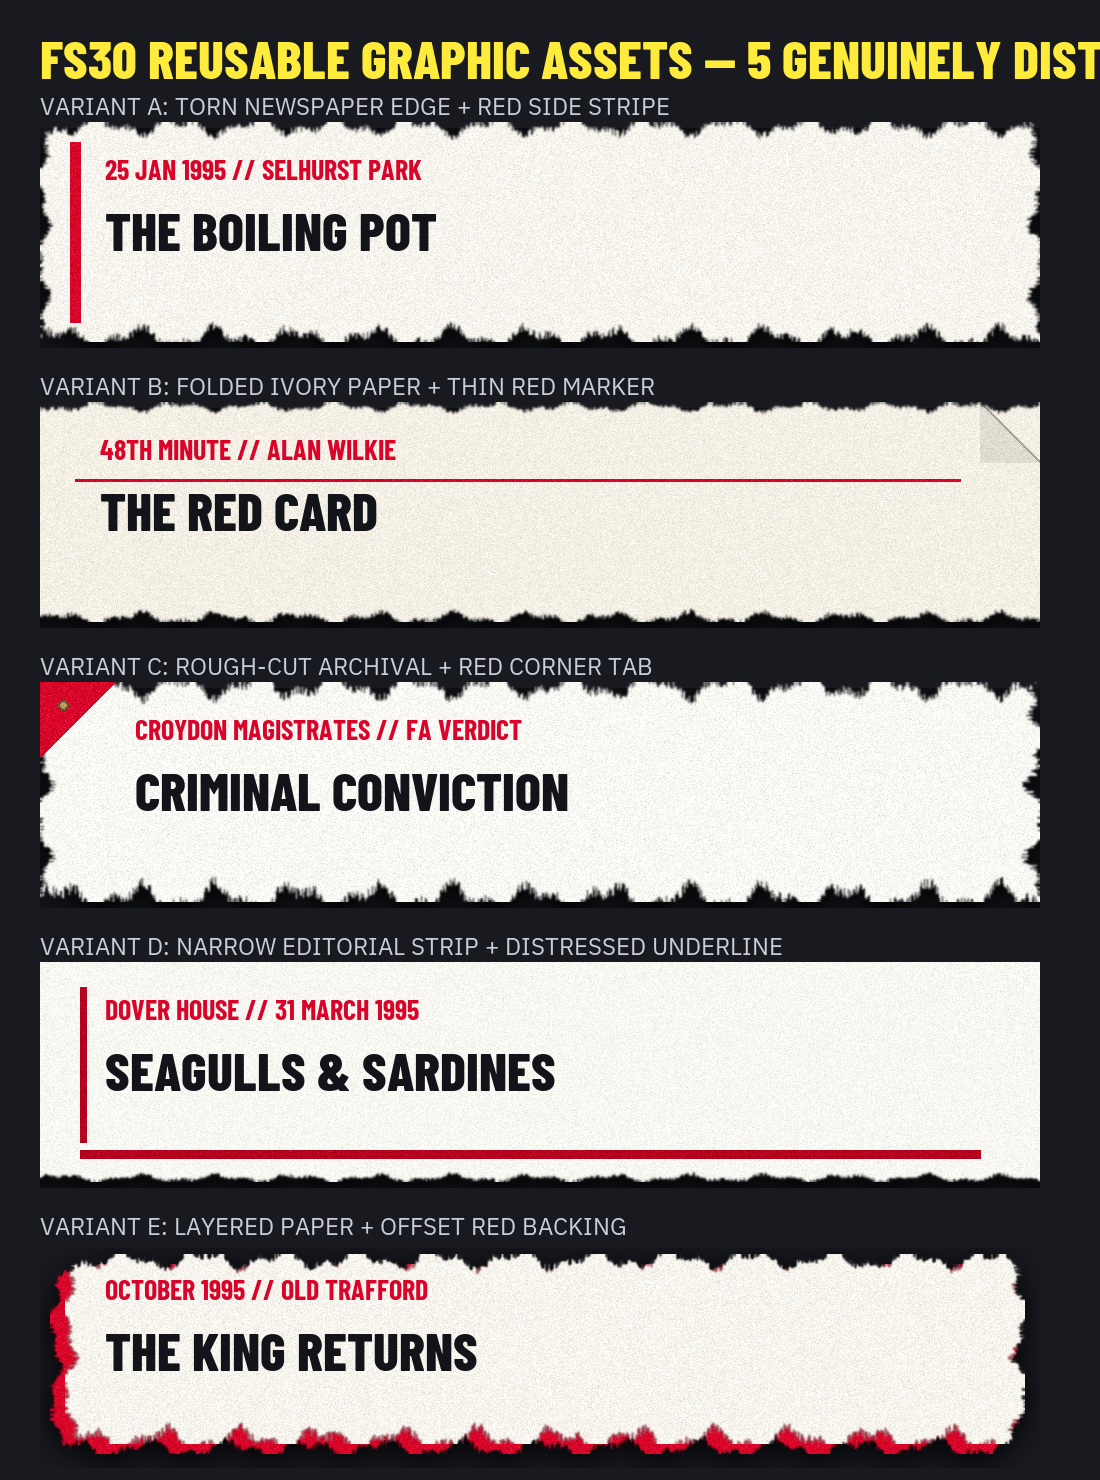 FS30 REUSABLE GRAPHIC ASSETS — 5 GENUINELY DIST
VARIANT A: TORN NEWSPAPER EDGE + RED SIDE STRIPE
25 JAN 1995 // SELHURST PARK
THE BOILING POT
VARIANT B: FOLDED IVORY PAPER + THIN RED MARKER
48TH MINUTE // ALAN WILKIE
THE RED CARD
VARIANT C: ROUGH-CUT ARCHIVAL + RED CORNER TAB
CROYDON MAGISTRATES // FA VERDICT
CRIMINAL CONVICTION
VARIANT D: NARROW EDITORIAL STRIP + DISTRESSED UNDERLINE
DOVER HOUSE // 31 MARCH 1995
SEAGULLS & SARDINES
VARIANT E: LAYERED PAPER + OFFSET RED BACKING
OCTOBER 1995 // OLD TRAFFORD
THE KING RETURNS